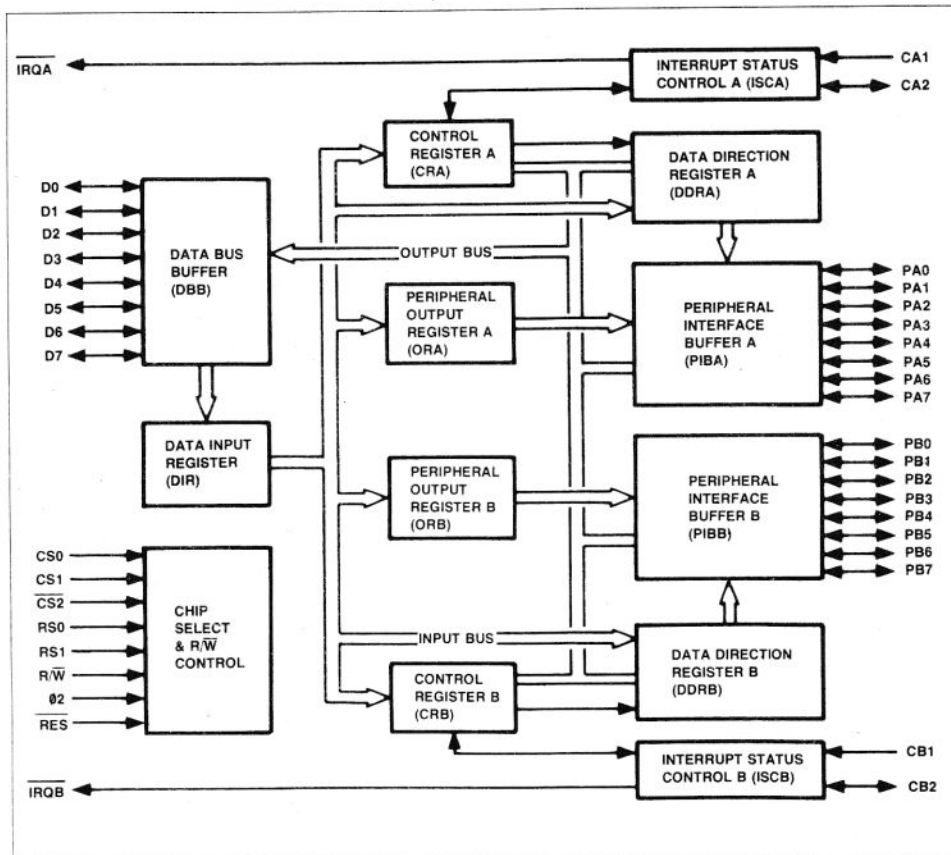 IRQA
INTERRUPT STATUS
CONTROL A (ISCA)
CA1
CA2
CONTROL
REGISTER A
(CRA)
DATA DIRECTION
REGISTER A
(DDRA)
D0
D1
D2
D3
D4
D5
D6
D7
DATA BUS
BUFFER
(DBB)
OUTPUT BUS
PERIPHERAL
OUTPUT
REGISTER A
(ORA)
PERIPHERAL
INTERFACE
BUFFER A
(PIBA)
PA0
PA1
PA2
PA3
PA4
PA5
PA6
PA7
DATA INPUT
REGISTER
(DIR)
PERIPHERAL
OUTPUT
REGISTER B
(ORB)
PERIPHERAL
INTERFACE
BUFFER B
(PIBB)
PB0
PB1
PB2
PB3
PB4
PB5
PB6
PB7
CS0
CS1
C̅S̅2̅
RS0
RS1
R/W̅
Ø2
R̅E̅S̅
CHIP
SELECT
& R/W̅
CONTROL
INPUT BUS
CONTROL
REGISTER B
(CRB)
DATA DIRECTION
REGISTER B
(DDRB)
INTERRUPT STATUS
CONTROL B (ISCB)
CB1
CB2
I̅R̅Q̅B̅